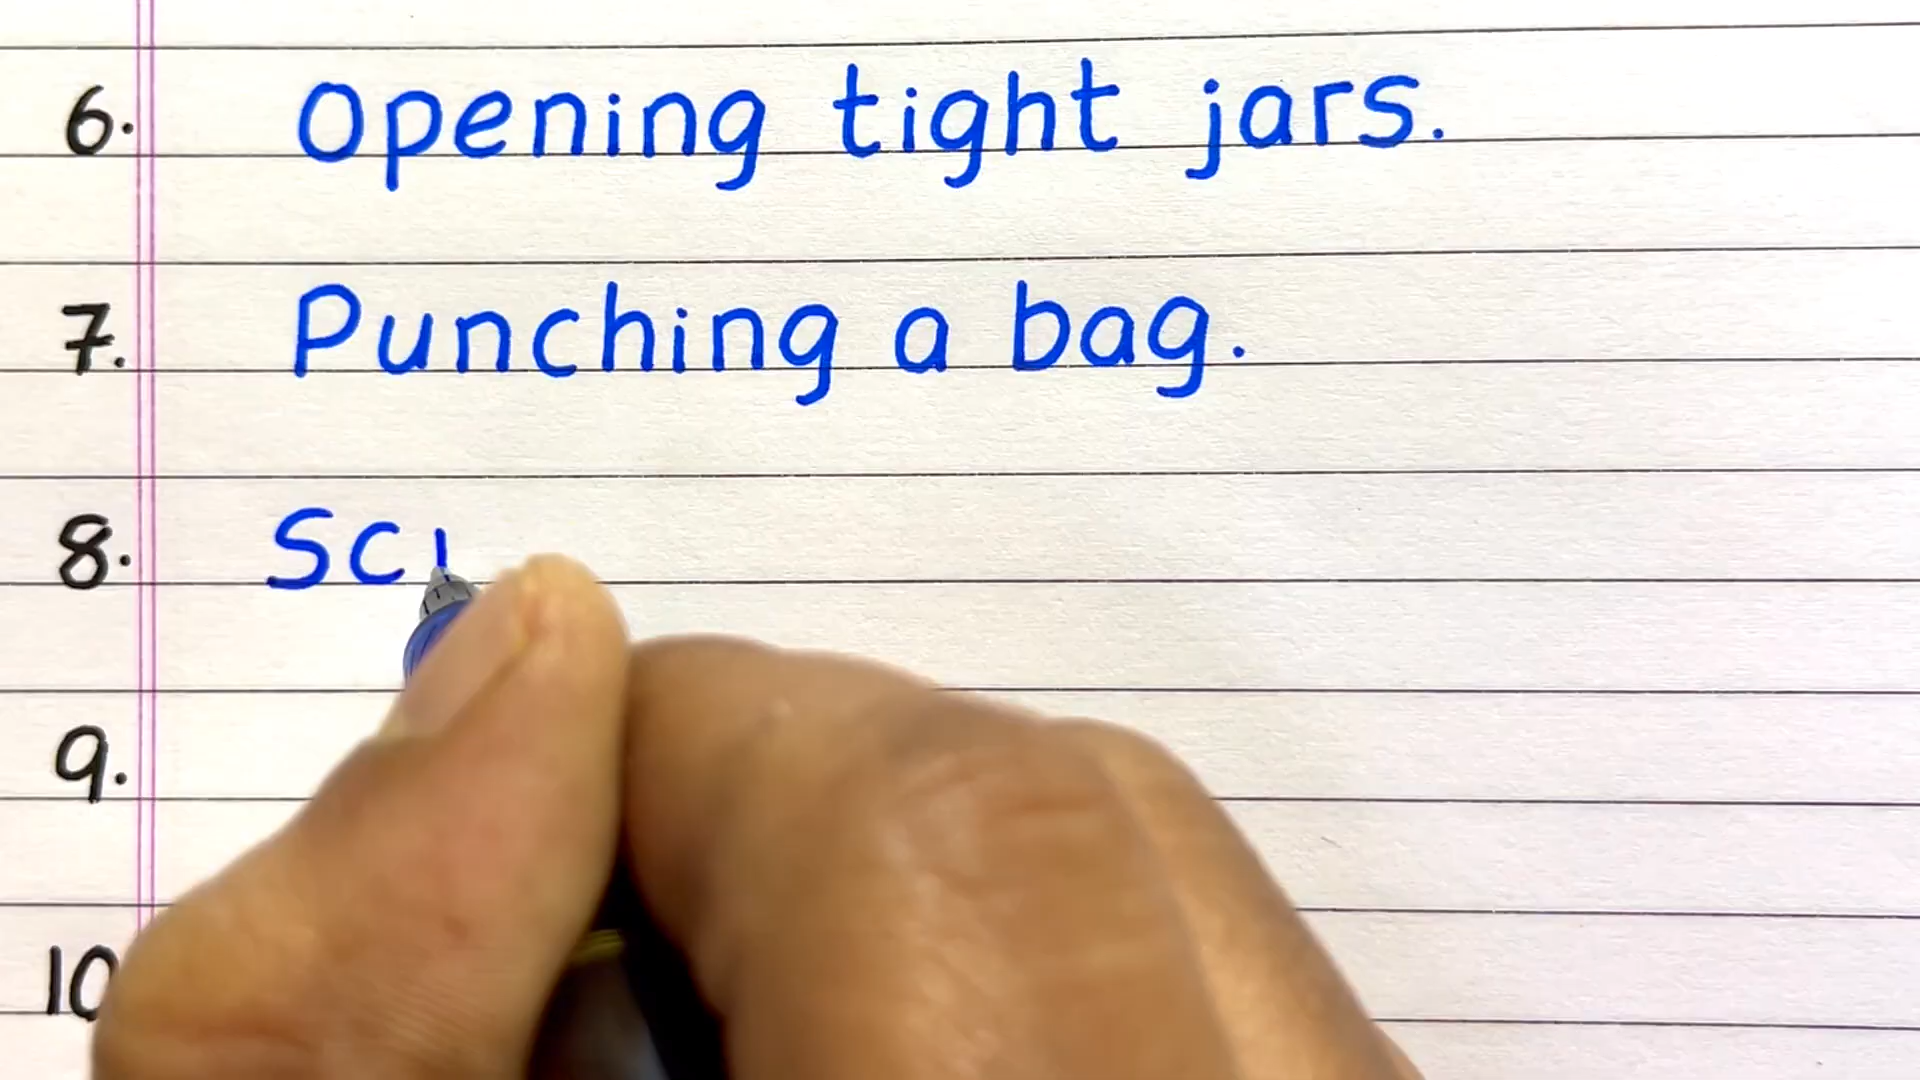 6. Opening tight jars.
7. Punching a bag.
8. Sc
9.
10